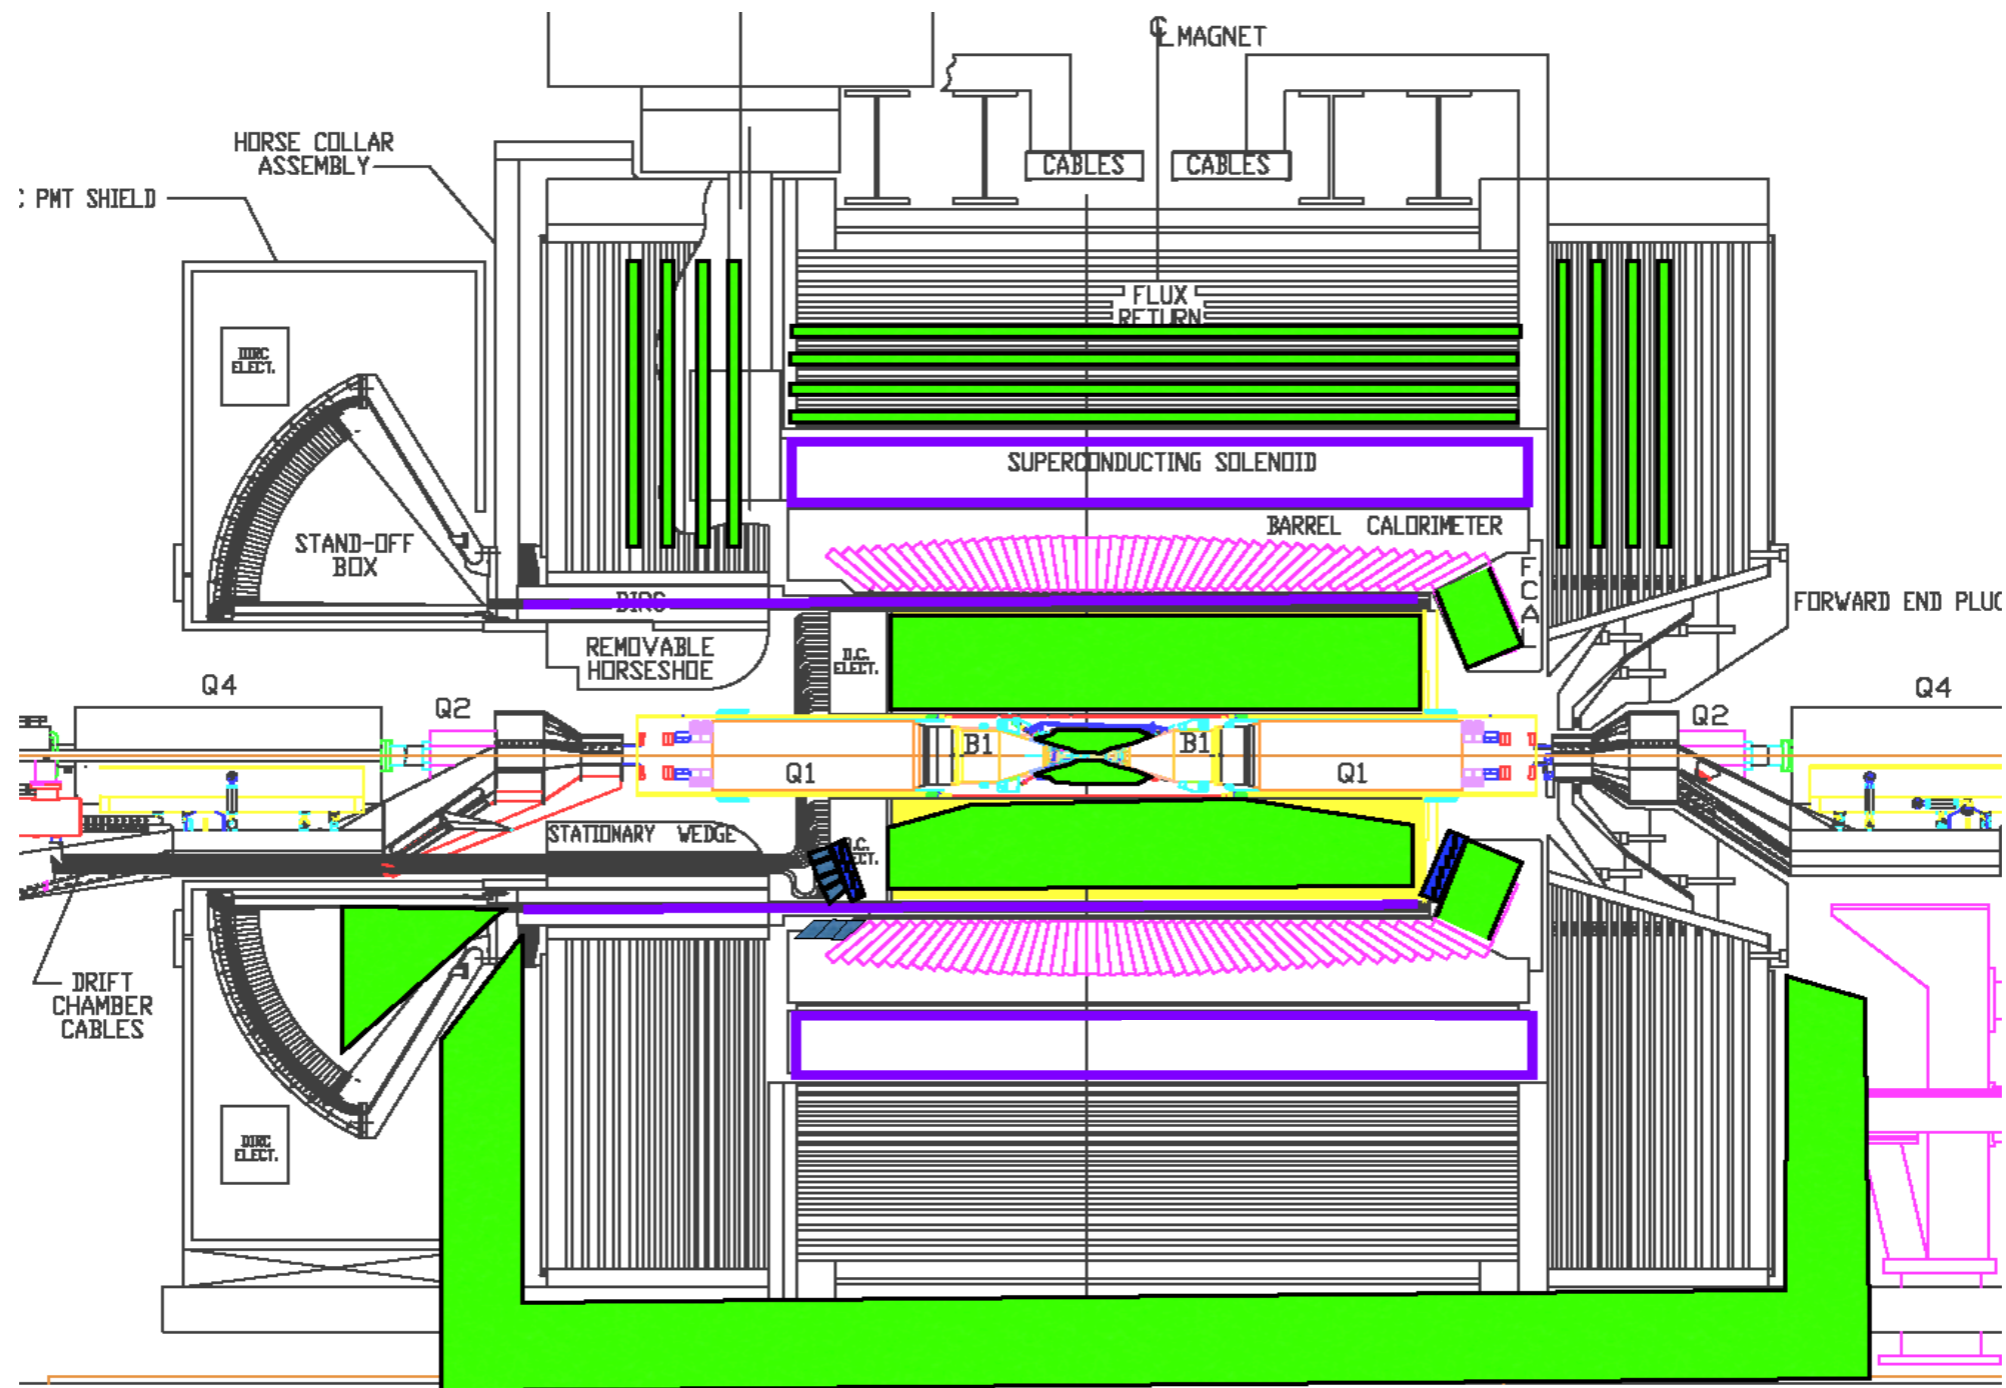 ℄ MAGNET
HORSE COLLAR
ASSEMBLY
CABLES
CABLES
C PMT SHIELD
FLUX
RETURN
DIRC
ELECT.
SUPERCONDUCTING SOLENOID
BARREL CALORIMETER
STAND-OFF
BOX
F.
C
A
L
DIRC
FORWARD END PLUG
REMOVABLE
HORSESHOE
D.C.
ELECT.
Q4
Q2
Q2
Q4
B1
B1
Q1
Q1
STATIONARY WEDGE
D.C.
ELECT.
DRIFT
CHAMBER
CABLES
DIRC
ELECT.